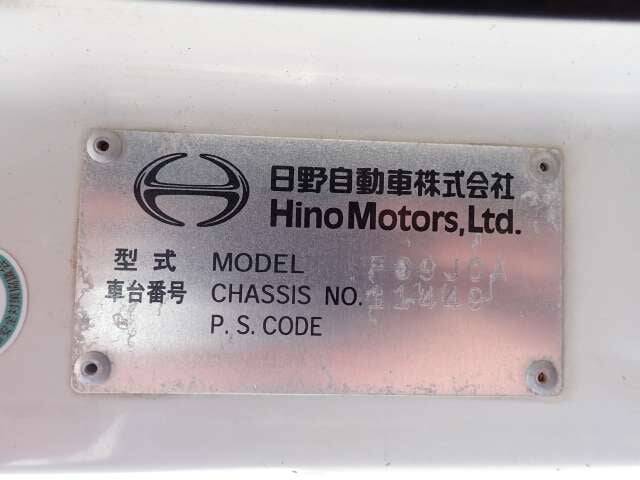 日野自動車株式会社
Hino Motors, Ltd.
型式 MODEL
車台番号 CHASSIS NO.
P. S. CODE